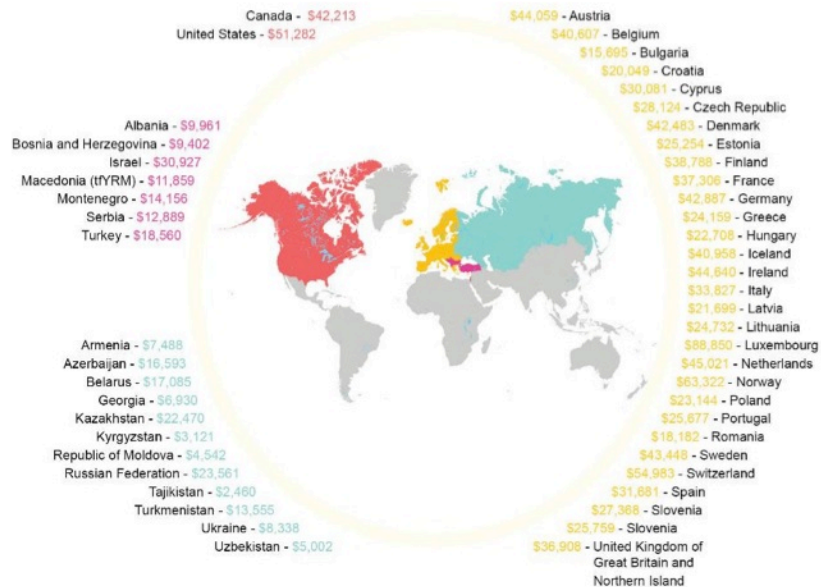 Canada - $42,213
United States - $51,282
Albania - $9,961
Bosnia and Herzegovina - $9,402
Israel - $30,927
Macedonia (tfYRM) - $11,859
Montenegro - $14,156
Serbia - $12,889
Turkey - $18,560
Armenia - $7,488
Azerbaijan - $16,593
Belarus - $17,085
Georgia - $6,930
Kazakhstan - $22,470
Kyrgyzstan - $3,121
Republic of Moldova - $4,542
Russian Federation - $23,561
Tajikistan - $2,460
Turkmenistan - $13,555
Ukraine - $8,338
Uzbekistan - $5,002
$44,059 - Austria
$40,607 - Belgium
$15,695 - Bulgaria
$20,049 - Croatia
$30,081 - Cyprus
$28,124 - Czech Republic
$42,483 - Denmark
$25,254 - Estonia
$38,788 - Finland
$37,306 - France
$42,887 - Germany
$24,159 - Greece
$22,708 - Hungary
$40,958 - Iceland
$44,640 - Ireland
$33,827 - Italy
$21,699 - Latvia
$24,732 - Lithuania
$88,850 - Luxembourg
$45,021 - Netherlands
$63,322 - Norway
$23,144 - Poland
$25,677 - Portugal
$18,182 - Romania
$43,448 - Sweden
$54,983 - Switzerland
$31,681 - Spain
$27,368 - Slovenia
$25,759 - Slovenia
$36,908 - United Kingdom of
Great Britain and
Northern Island